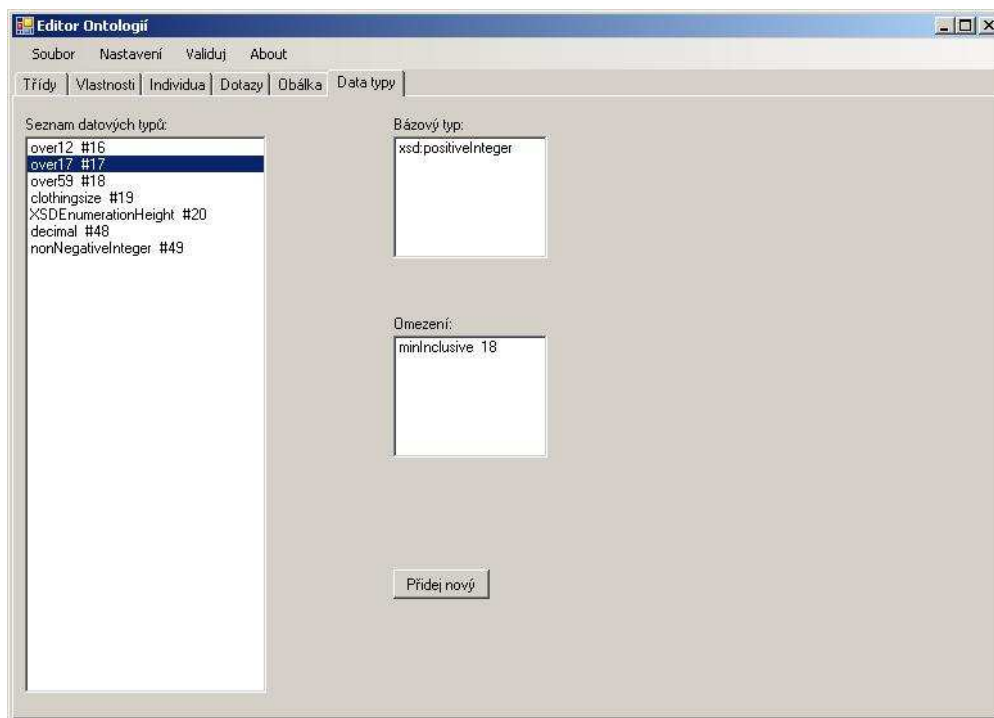 Editor Ontologií
Soubor Nastavení Validuj About
Třídy Vlastnosti Individua Dotazy Obálka Data typy
Seznam datových typů:
over12 #16
over17 #17
over59 #18
clothingsize #19
XSDEnumerationHeight #20
decimal #48
nonNegativeInteger #49
Bázový typ:
xsd:positiveInteger
Omezení:
minInclusive 18
Přidej nový